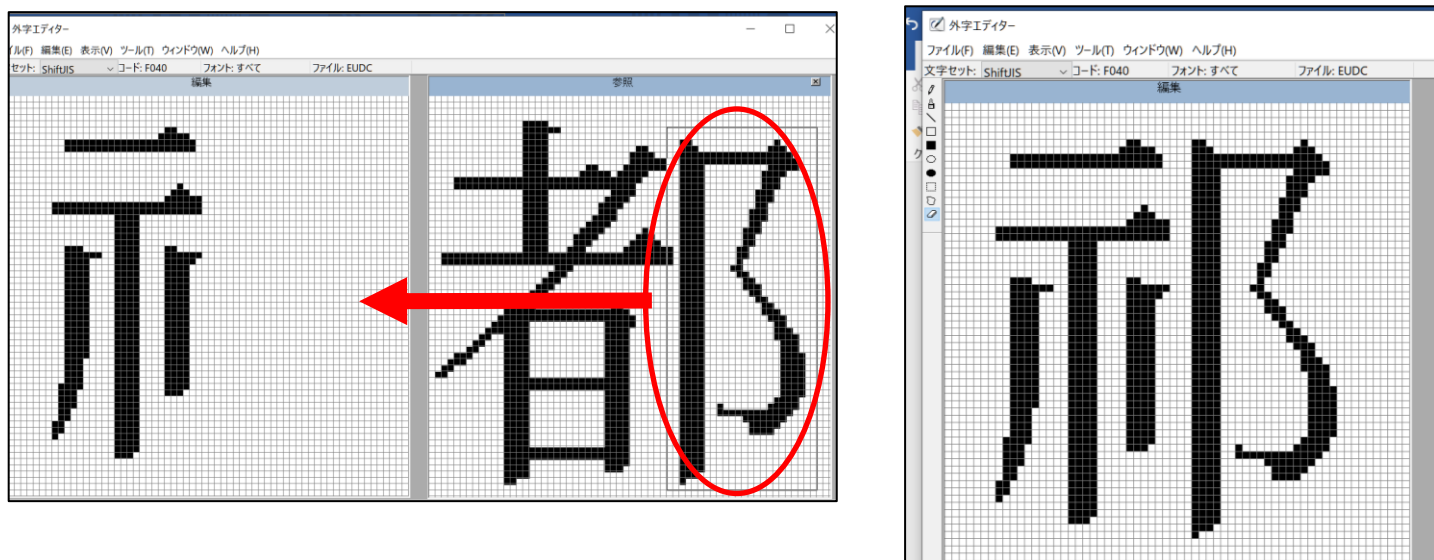 外字エディター
イル(F) 編集(E) 表示(V) ツール(T) ウィンドウ(W) ヘルプ(H)
セット: ShiftJIS コード: F040 フォント: すべて ファイル: EUDC
編集
参照
示
都
外字エディター
ファイル(F) 編集(E) 表示(V) ツール(T) ウィンドウ(W) ヘルプ(H)
文字セット: ShiftJIS コード: F040 フォント: すべて ファイル: EUDC
編集
祁